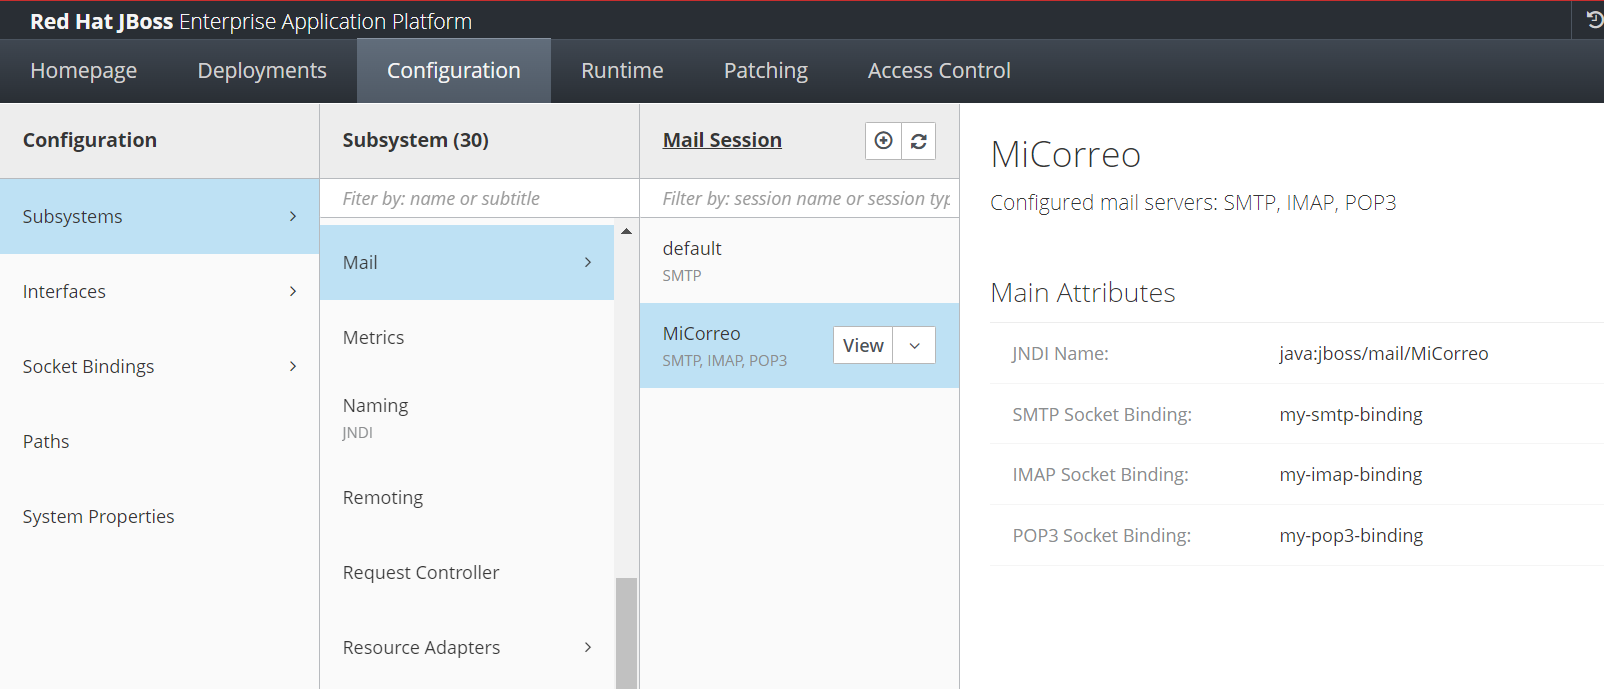 Red Hat JBoss Enterprise Application Platform
Homepage Deployments Configuration Runtime Patching Access Control
Configuration
Subsystems
Interfaces
Socket Bindings
Paths
System Properties
Subsystem (30)
Fiter by: name or subtitle
Mail
Metrics
Naming
JNDI
Remoting
Request Controller
Resource Adapters
Mail Session
Filter by: session name or session typ
default
SMTP
MiCorreo
SMTP, IMAP, POP3
View
MiCorreo
Configured mail servers: SMTP, IMAP, POP3
Main Attributes
JNDI Name: java:jboss/mail/MiCorreo
SMTP Socket Binding: my-smtp-binding
IMAP Socket Binding: my-imap-binding
POP3 Socket Binding: my-pop3-binding